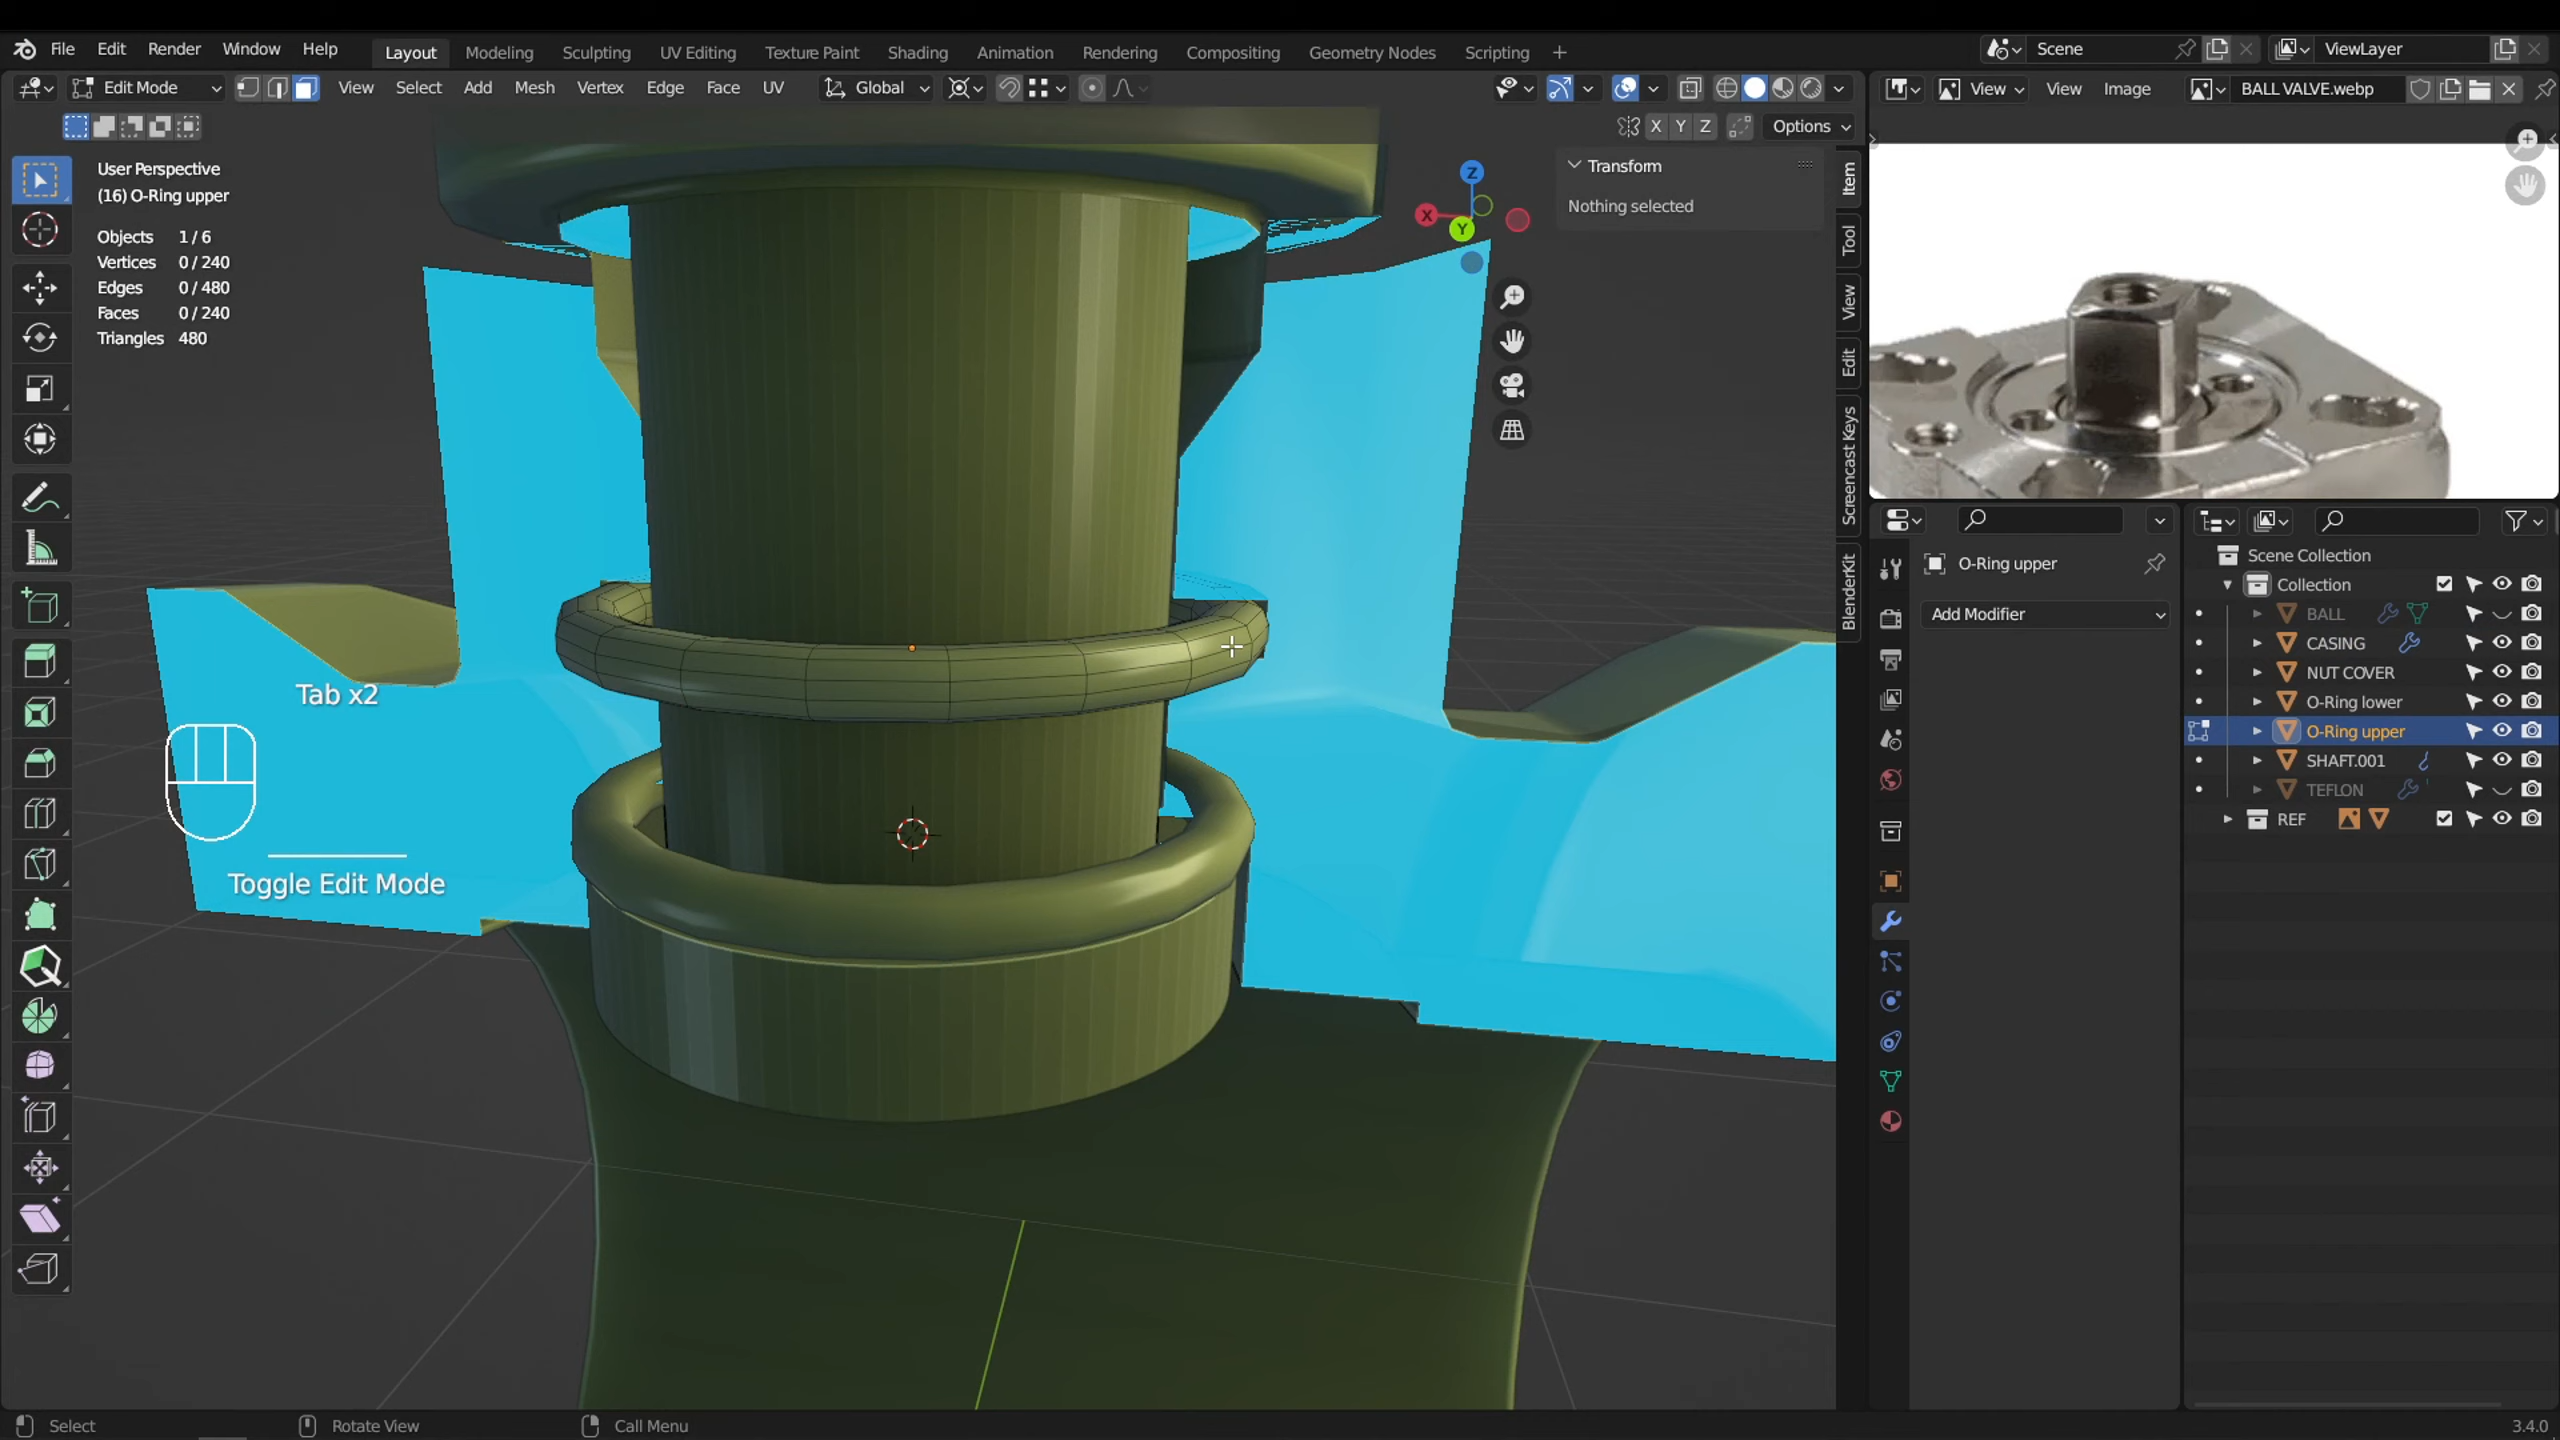 File Edit Render Window Help
Layout Modeling Sculpting UV Editing Texture Paint Shading Animation Rendering Compositing Geometry Nodes Scripting +
Scene
ViewLayer
Edit Mode
View Select Add Mesh Vertex Edge Face UV
Global
View View Image
BALL VALVE.webp
X Y Z
Options
User Perspective
(16) O-Ring upper
Objects 1/6
Vertices 0/240
Edges 0/480
Faces 0/240
Triangles 480
Transform
Nothing selected
Z
X
Y
Item
Tool
View
Edit
Screencast Keys
BlenderKit
Tab x2
Toggle Edit Mode
O-Ring upper
Add Modifier
Scene Collection
Collection
BALL
CASING
NUT COVER
O-Ring lower
O-Ring upper
SHAFT.001
TEFLON
REF
Select
Rotate View
Call Menu
3.4.0